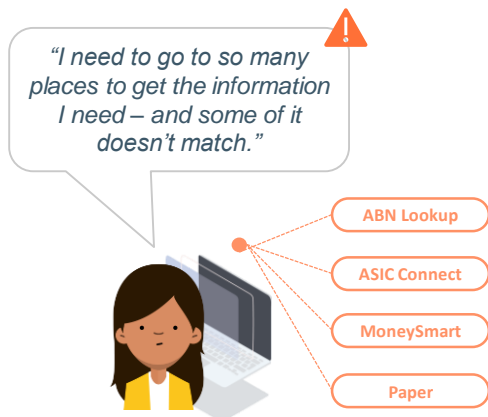 “I need to go to so many
places to get the information
I need – and some of it
doesn’t match.”
ABN Lookup
ASIC Connect
MoneySmart
Paper